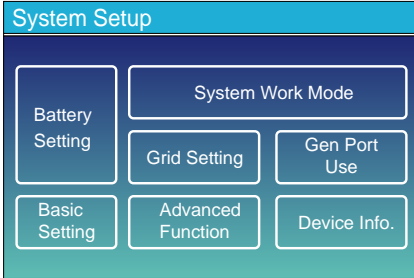 System Setup
Battery
Setting
System Work Mode
Grid Setting
Gen Port
Use
Basic
Setting
Advanced
Function
Device Info.